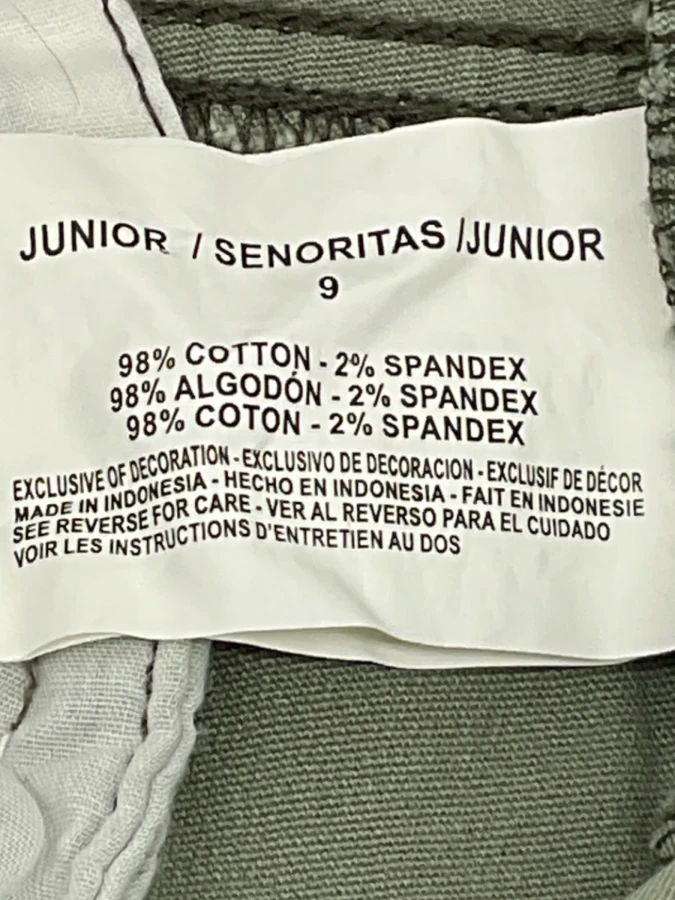 JUNIOR / SENORITAS /JUNIOR
9
98% COTTON - 2% SPANDEX
98% ALGODÓN - 2% SPANDEX
98% COTON - 2% SPANDEX
EXCLUSIVE OF DECORATION - EXCLUSIVO DE DECORACION - EXCLUSIF DE DÉCOR
MADE IN INDONESIA - HECHO EN INDONESIA - FAIT EN INDONESIE
SEE REVERSE FOR CARE - VER AL REVERSO PARA EL CUIDADO
VOIR LES INSTRUCTIONS D'ENTRETIEN AU DOS